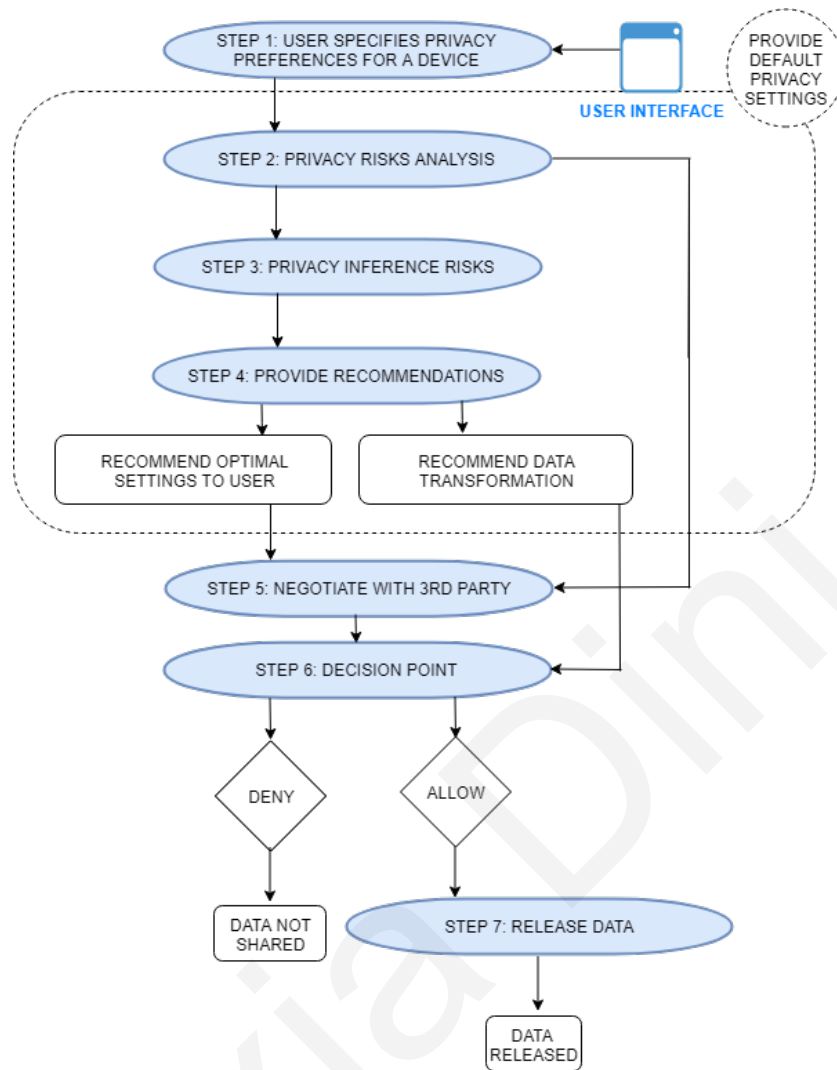 STEP 1: USER SPECIFIES PRIVACY
PREFERENCES FOR A DEVICE
USER INTERFACE
PROVIDE
DEFAULT
PRIVACY
SETTINGS
STEP 2: PRIVACY RISKS ANALYSIS
STEP 3: PRIVACY INFERENCE RISKS
STEP 4: PROVIDE RECOMMENDATIONS
RECOMMEND OPTIMAL
SETTINGS TO USER
RECOMMEND DATA
TRANSFORMATION
STEP 5: NEGOTIATE WITH 3RD PARTY
STEP 6: DECISION POINT
DENY
ALLOW
DATA NOT
SHARED
STEP 7: RELEASE DATA
DATA
RELEASED